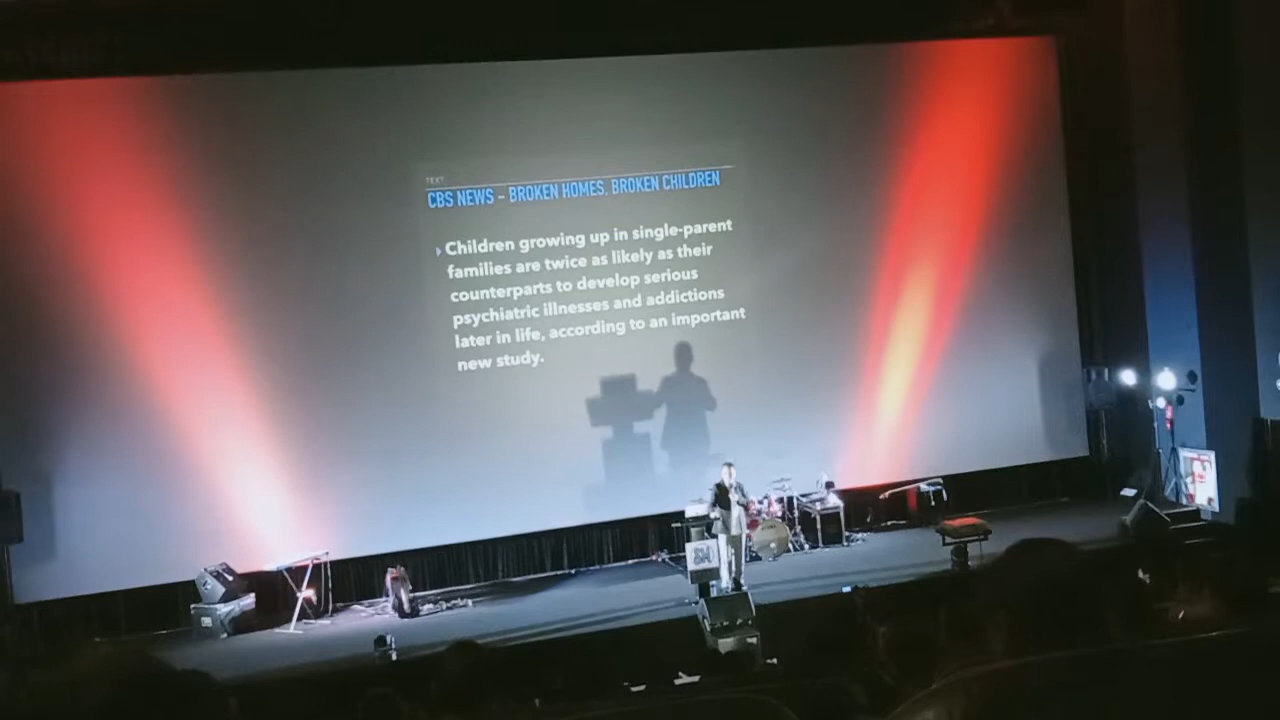 TEXT
CBS NEWS – BROKEN HOMES, BROKEN CHILDREN
Children growing up in single-parent
families are twice as likely as their
counterparts to develop serious
psychiatric illnesses and addictions
later in life, according to an important
new study.